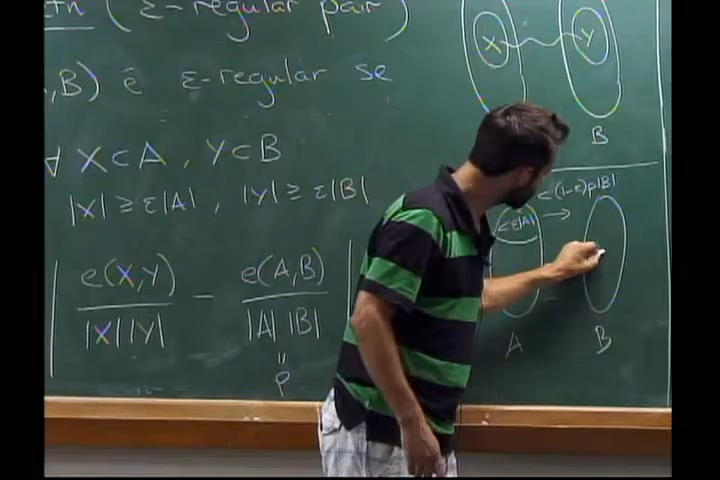 (ε-regular pair)
,B) é ε-regular se
∀ X⊂A, Y⊂B
|X| ≥ ε|A| , |Y| ≥ ε|B|
| e(X,Y) / |X||Y| − e(A,B) / |A||B| |
"
ρ
X Y
B
<(1-ε)ρ|B|
<ε|A| →
A B